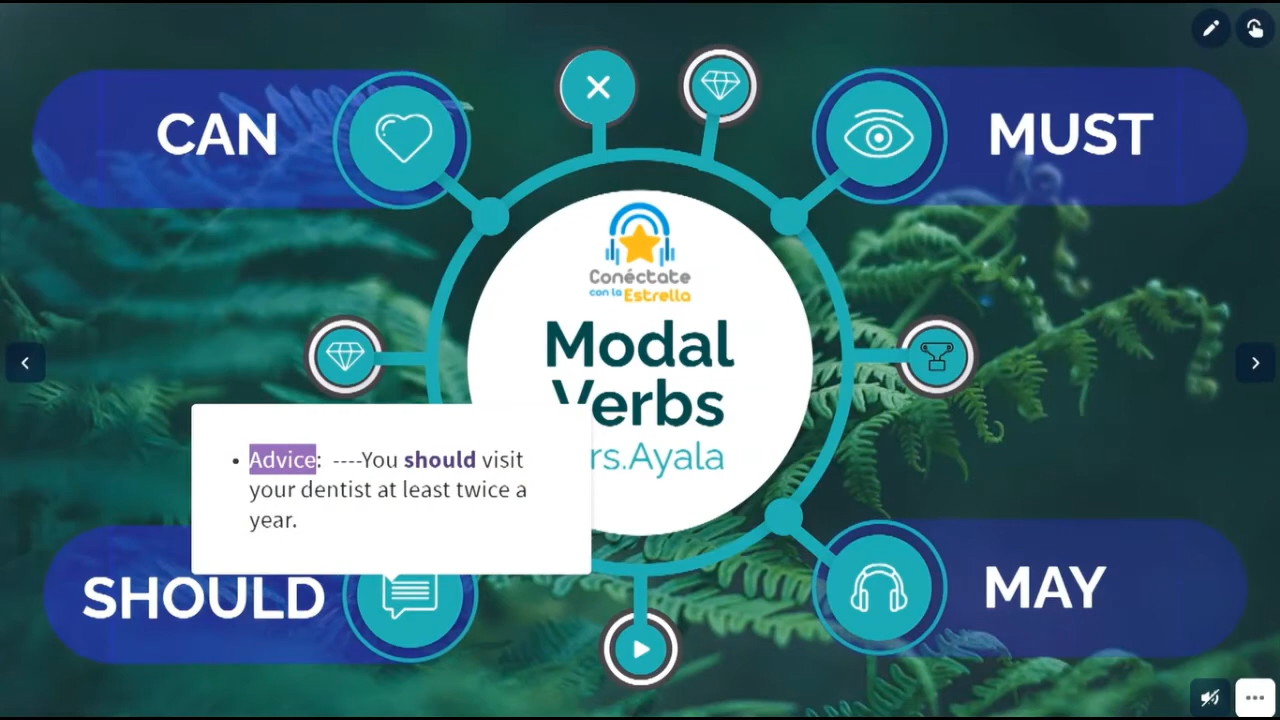 CAN
MUST
Conéctate
con la Estrella
Modal
Verbs
rs.Ayala
• Advice: ----You should visit
your dentist at least twice a
year.
SHOULD
MAY